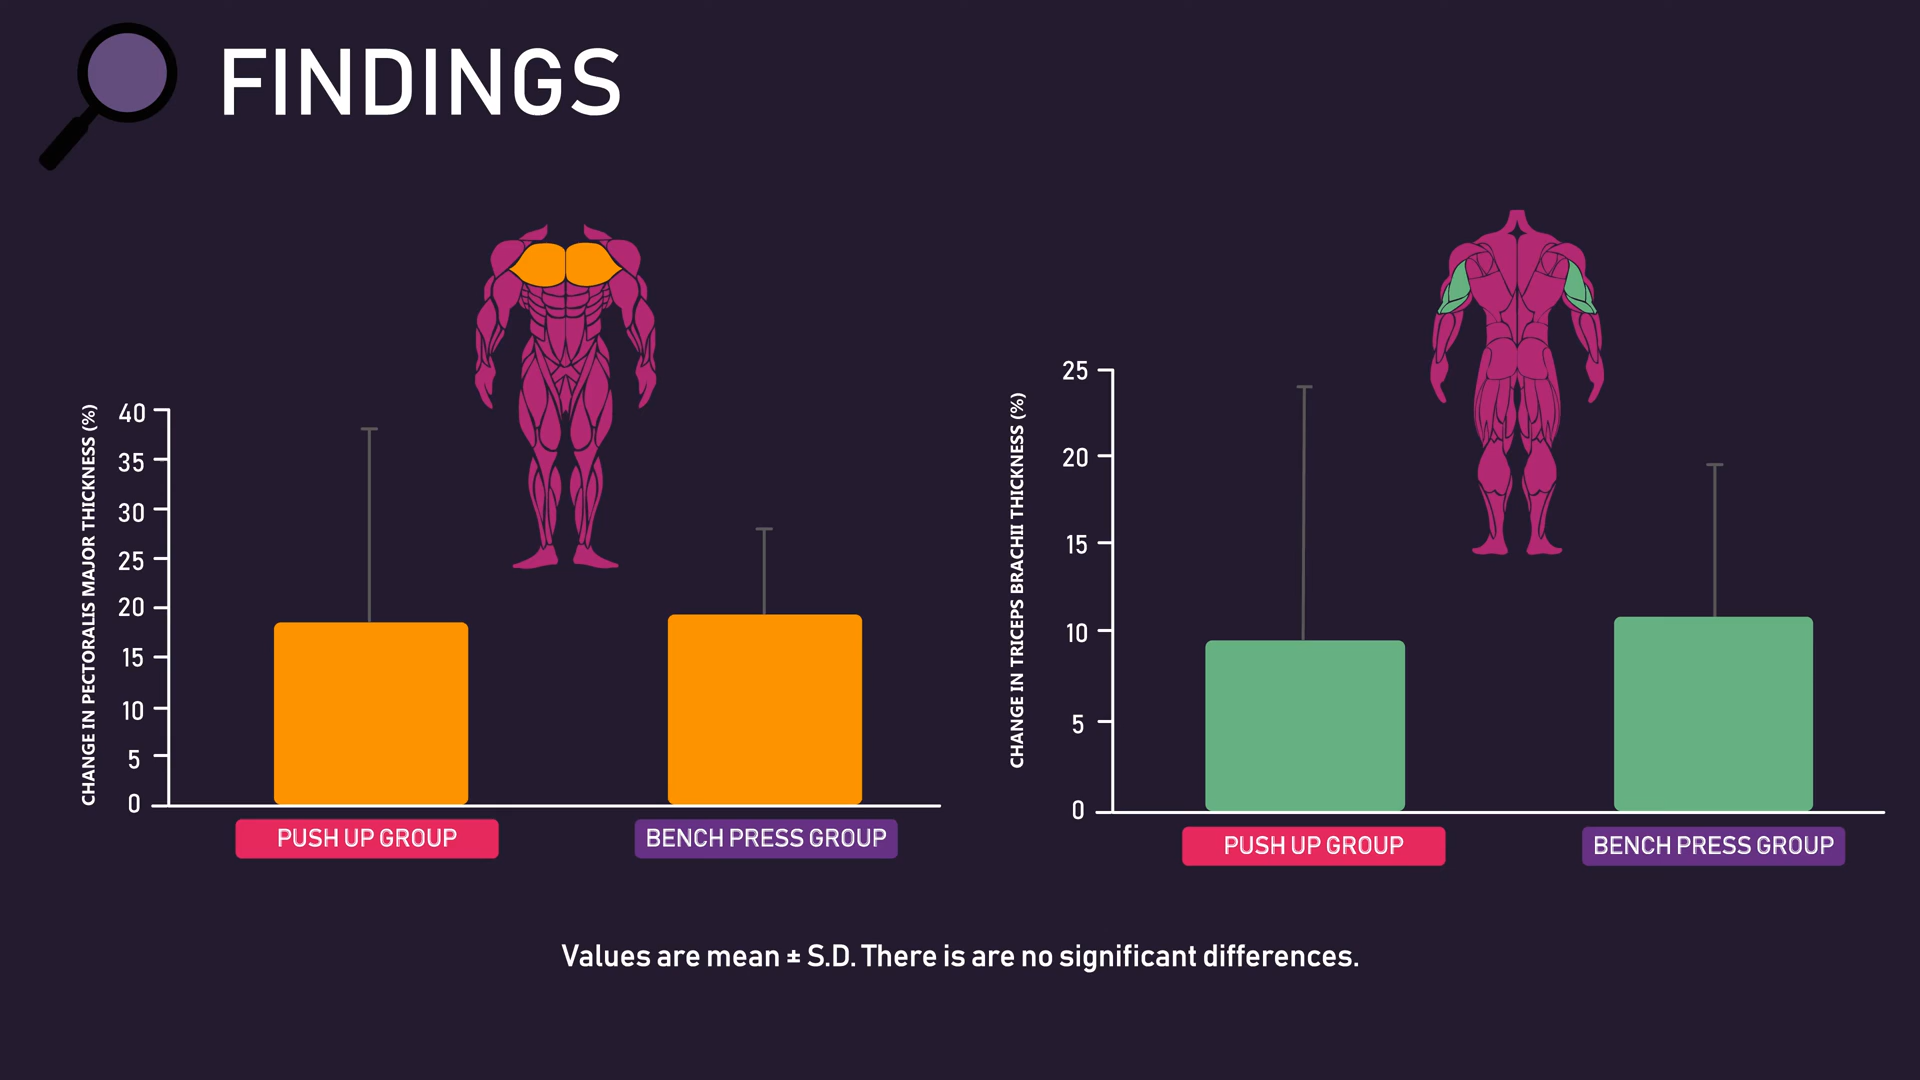 FINDINGS
CHANGE IN PECTORALIS MAJOR THICKNESS (%)
40
35
30
25
20
15
10
5
0
PUSH UP GROUP
BENCH PRESS GROUP
CHANGE IN TRICEPS BRACHII THICKNESS (%)
25
20
15
10
5
0
PUSH UP GROUP
BENCH PRESS GROUP
Values are mean ± S.D. There is are no significant differences.